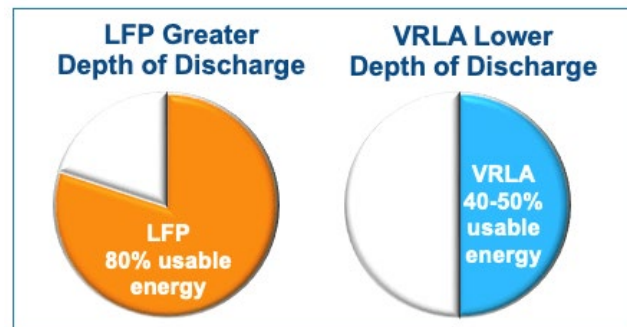 LFP Greater
Depth of Discharge
VRLA Lower
Depth of Discharge
LFP
80% usable
energy
VRLA
40-50%
usable
energy